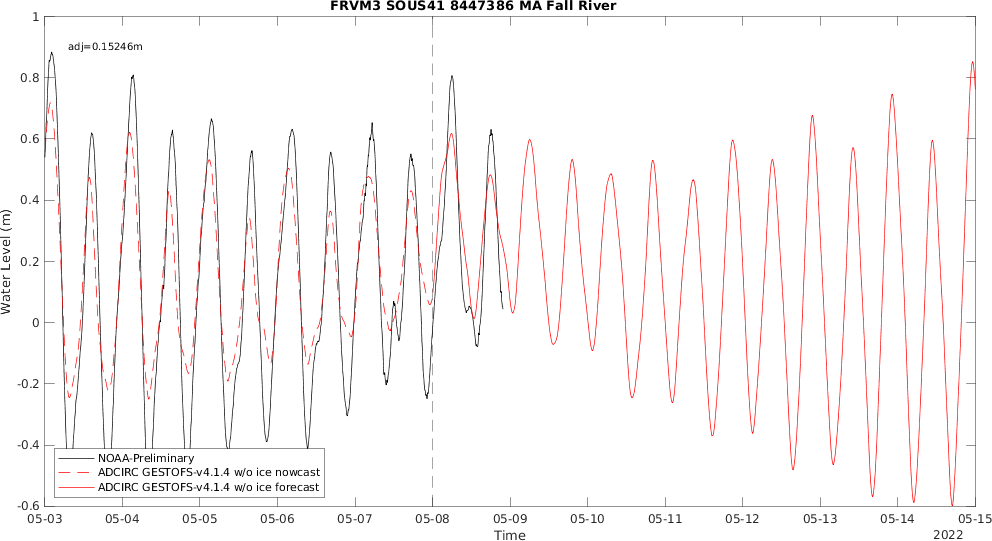 FRVM3 SOUS41 8447386 MA Fall River
adj=0.15246m
Water Level (m)
1
0.8
0.6
0.4
0.2
0
-0.2
-0.4
-0.6
NOAA-Preliminary
ADCIRC GESTOFS-v4.1.4 w/o ice nowcast
ADCIRC GESTOFS-v4.1.4 w/o ice forecast
05-03 05-04 05-05 05-06 05-07 05-08 05-09 05-10 05-11 05-12 05-13 05-14 05-15
Time
2022